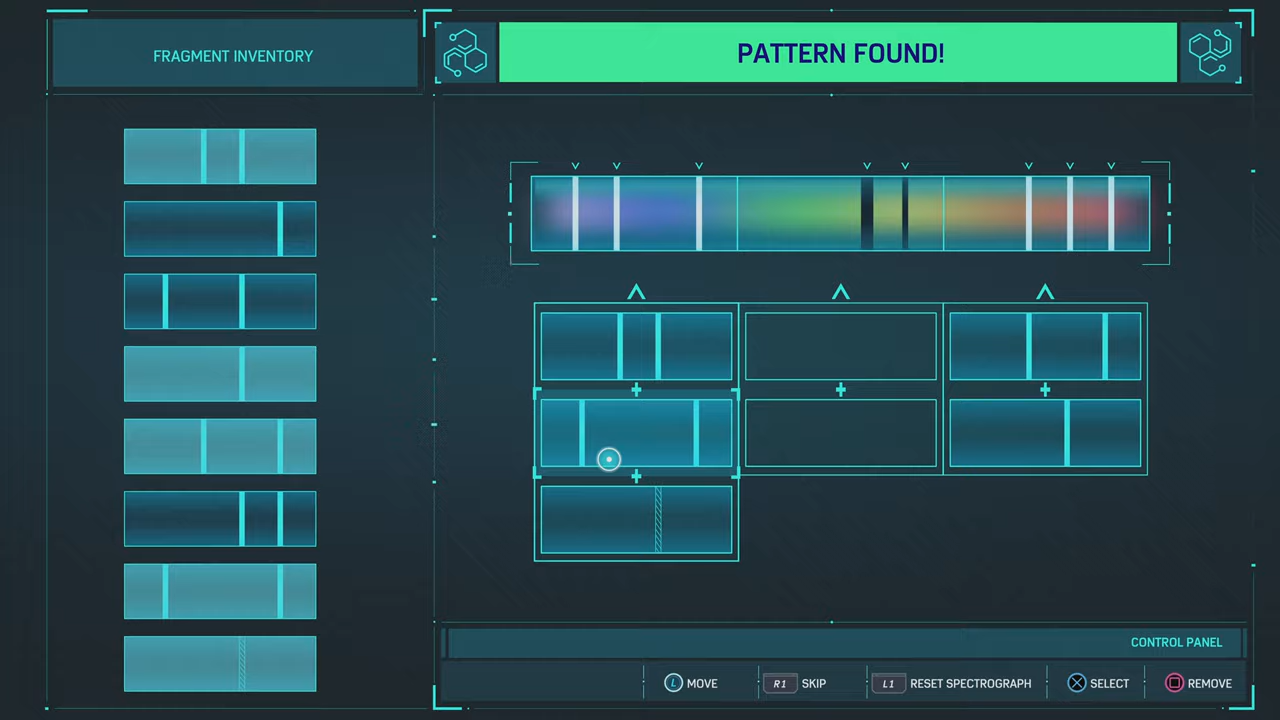 FRAGMENT INVENTORY
PATTERN FOUND!
CONTROL PANEL
L MOVE
R1 SKIP
L1 RESET SPECTROGRAPH
SELECT
REMOVE